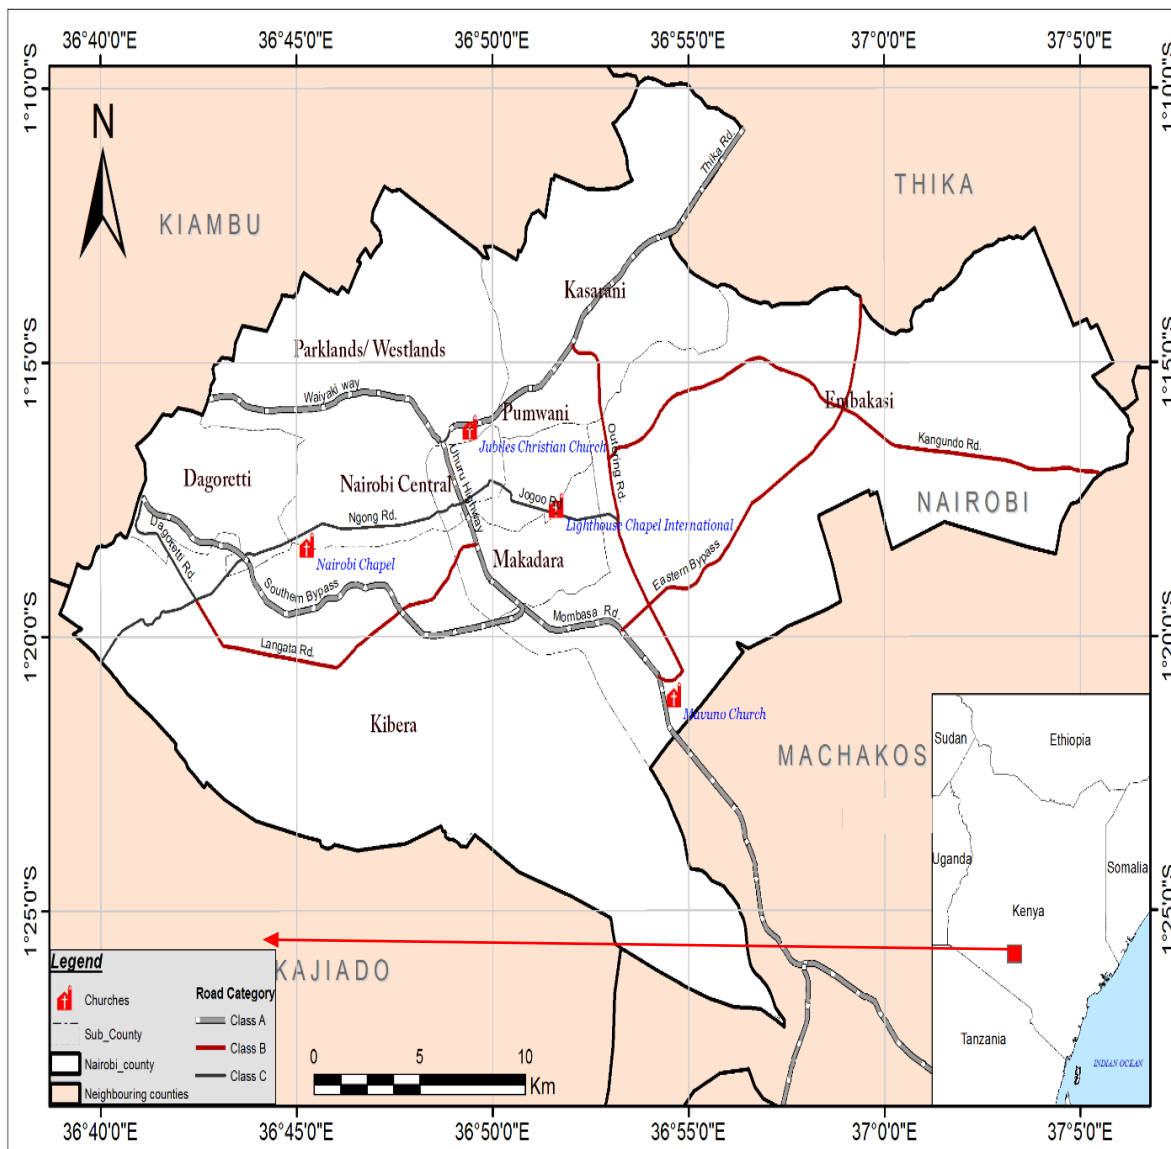 36°40'0"E 36°45'0"E 36°50'0"E 36°55'0"E 37°0'0"E 37°5'0"E
1°10'0"S 1°10'0"S
N
Thika Rd.
THIKA
KIAMBU
Kasarani
Parklands/ Westlands
1°15'0"S 1°15'0"S
Waiyaki way
Embakasi
Pumwani
Jubiles Christian Church
Outering Rd.
Kangundo Rd.
Uhuru Highway
Dagoretti
Nairobi Central
NAIROBI
Jogoo Rd.
Ngong Rd.
Lighthouse Chapel International
Dagoretti Rd.
Nairobi Chapel
Makadara
Eastern Bypass
Southern Bypass
Mombasa Rd.
1°20'0"S 1°20'0"S
Langata Rd.
Mavuno Church
Kibera
MACHAKOS
Sudan
Ethiopia
Uganda
Somalia
Kenya
1°25'0"S 1°25'0"S
KAJIADO
Tanzania
INDIAN OCEAN
Legend
Churches
Sub_County
Nairobi_county
Neighbouring counties
Road Category
Class A
Class B
Class C
0 5 10
Km
36°40'0"E 36°45'0"E 36°50'0"E 36°55'0"E 37°0'0"E 37°5'0"E